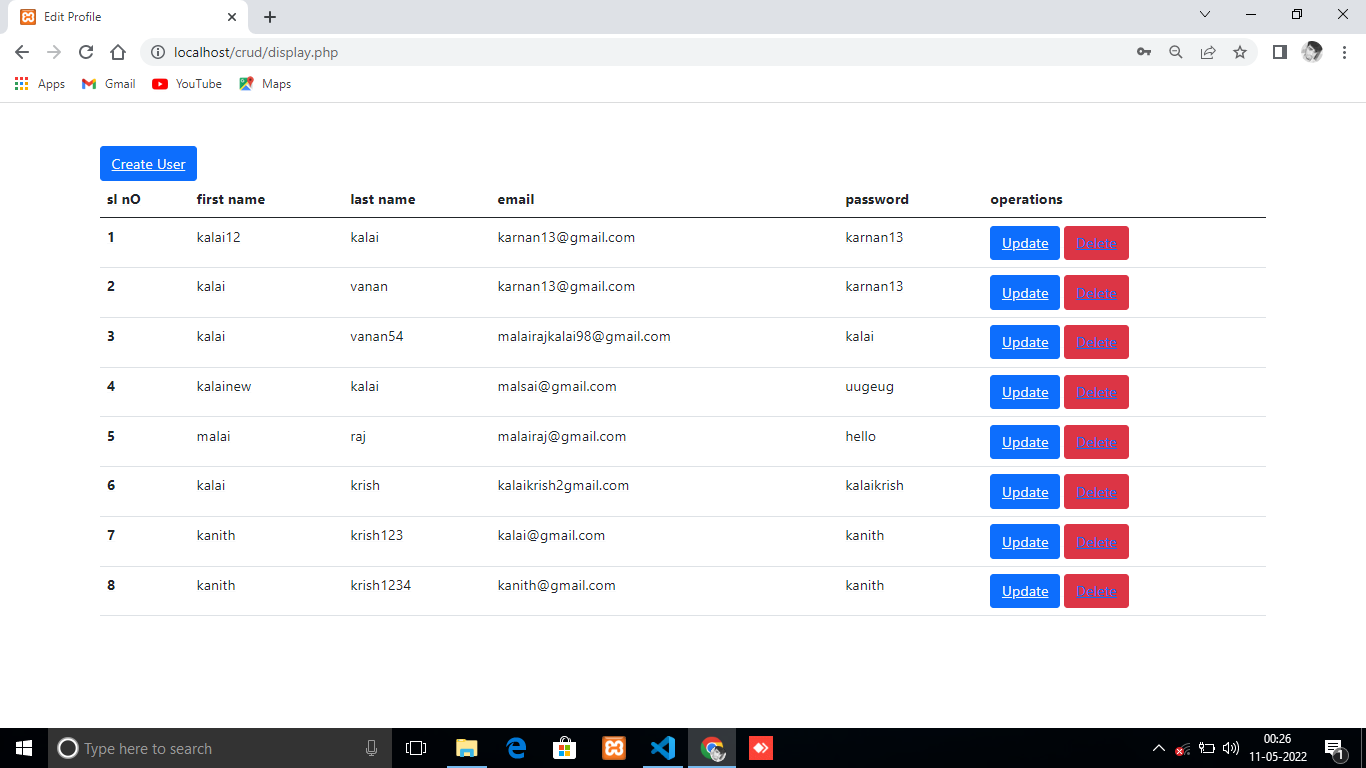 Edit Profile
localhost/crud/display.php
Apps Gmail YouTube Maps
Create User
sl nO first name last name email password operations
1 kalai12 kalai karnan13@gmail.com karnan13 Update Delete
2 kalai vanan karnan13@gmail.com karnan13 Update Delete
3 kalai vanan54 malairajkalai98@gmail.com kalai Update Delete
4 kalainew kalai malsai@gmail.com uugeug Update Delete
5 malai raj malairaj@gmail.com hello Update Delete
6 kalai krish kalaikrish2gmail.com kalaikrish Update Delete
7 kanith krish123 kalai@gmail.com kanith Update Delete
8 kanith krish1234 kanith@gmail.com kanith Update Delete
Type here to search
00:26
11-05-2022
1